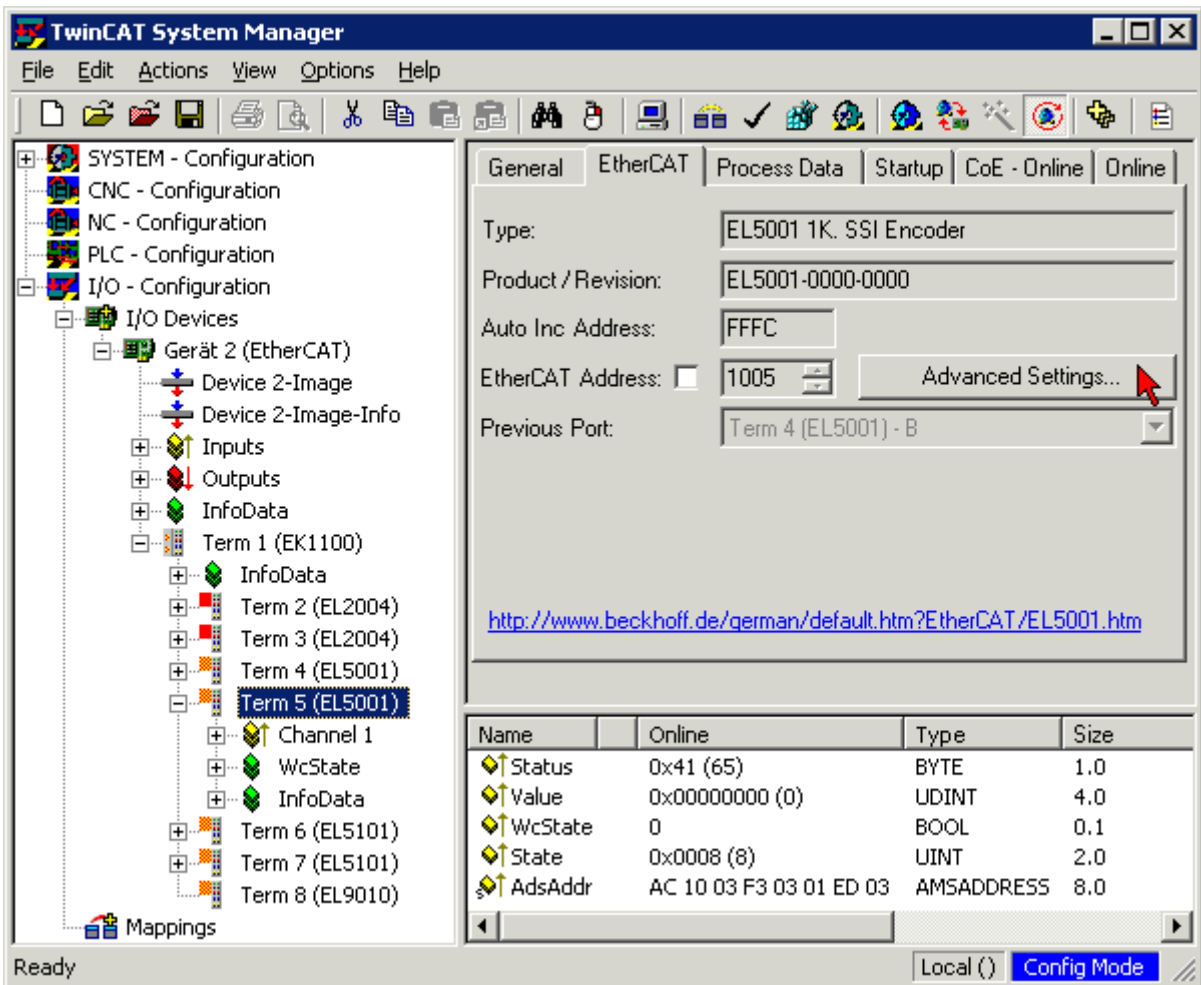 TwinCAT System Manager
File Edit Actions View Options Help
SYSTEM - Configuration
CNC - Configuration
NC - Configuration
PLC - Configuration
I/O - Configuration
I/O Devices
Gerät 2 (EtherCAT)
Device 2-Image
Device 2-Image-Info
Inputs
Outputs
InfoData
Term 1 (EK1100)
InfoData
Term 2 (EL2004)
Term 3 (EL2004)
Term 4 (EL5001)
Term 5 (EL5001)
Channel 1
WcState
InfoData
Term 6 (EL5101)
Term 7 (EL5101)
Term 8 (EL9010)
Mappings
General EtherCAT Process Data Startup CoE - Online Online
Type: EL5001 1K. SSI Encoder
Product / Revision: EL5001-0000-0000
Auto Inc Address: FFFC
EtherCAT Address: 1005 Advanced Settings...
Previous Port: Term 4 (EL5001) - B
http://www.beckhoff.de/german/default.htm?EtherCAT/EL5001.htm
Name Online Type Size
Status 0x41 (65) BYTE 1.0
Value 0x00000000 (0) UDINT 4.0
WcState 0 BOOL 0.1
State 0x0008 (8) UINT 2.0
AdsAddr AC 10 03 F3 03 01 ED 03 AMSADDRESS 8.0
Ready Local () Config Mode